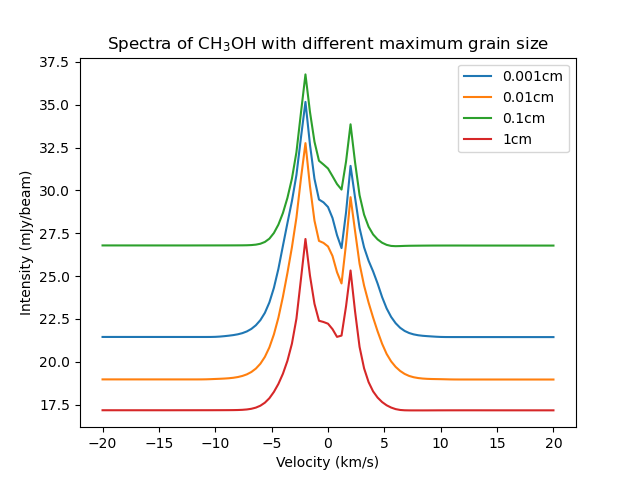 Spectra of CH₃OH with different maximum grain size
37.5
35.0
32.5
30.0
27.5
25.0
22.5
20.0
17.5
Intensity (mJy/beam)
0.001cm
0.01cm
0.1cm
1cm
−20
−15
−10
−5
0
5
10
15
20
Velocity (km/s)